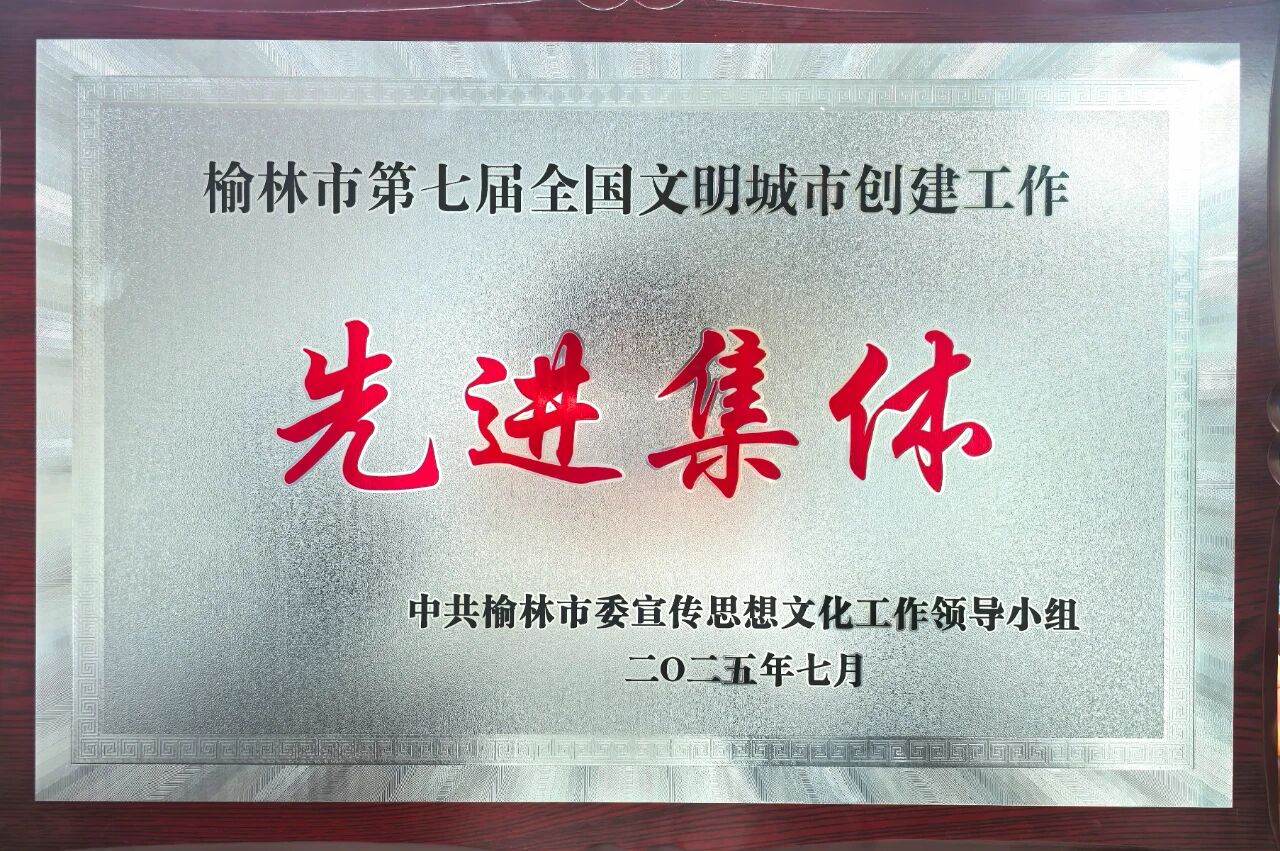 榆林市第七届全国文明城市创建工作
先进集体
中共榆林市委宣传思想文化工作领导小组
二〇二五年七月